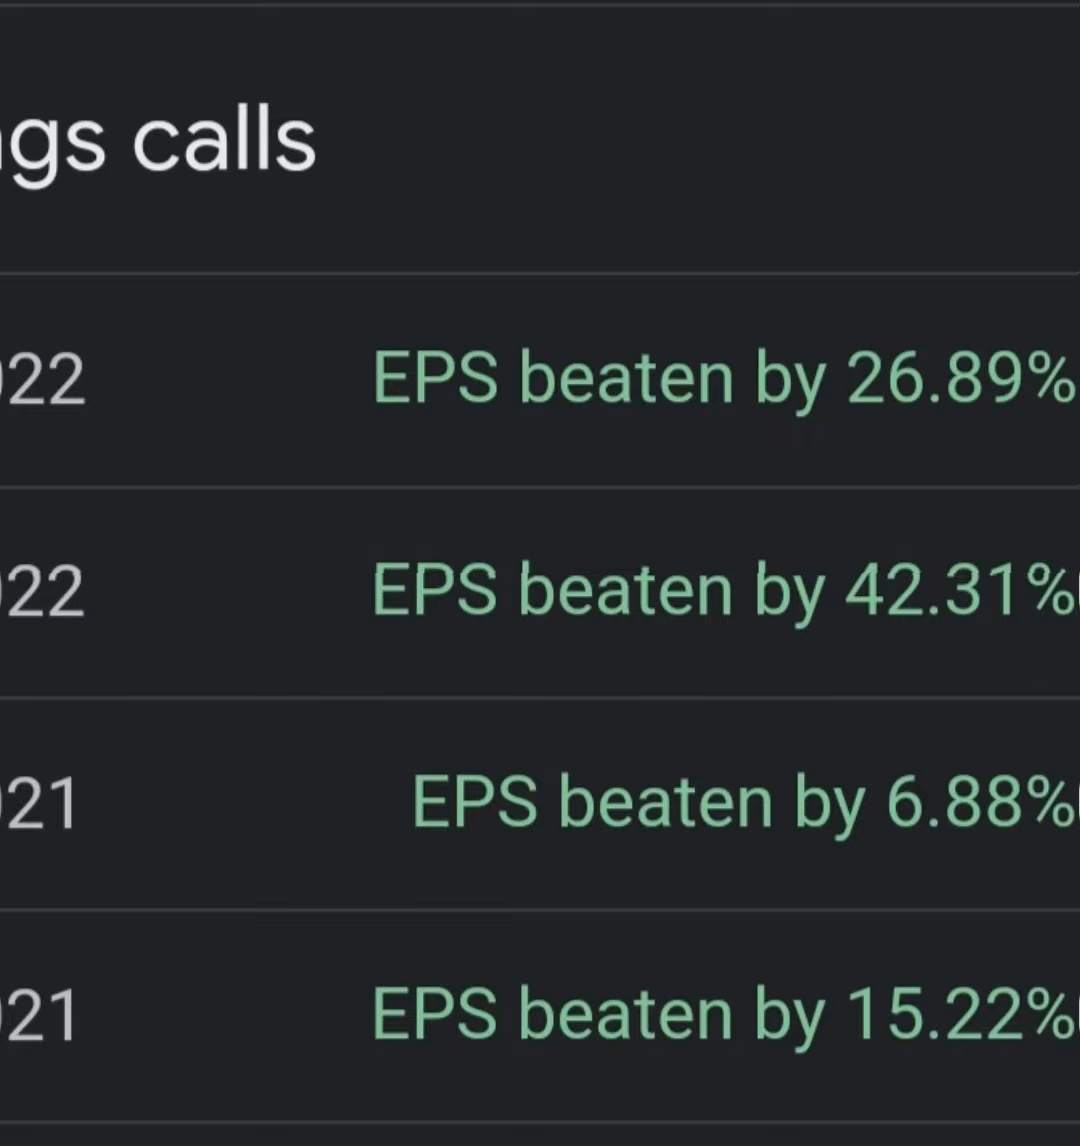 ngs calls
022 EPS beaten by 26.89%
022 EPS beaten by 42.31%
021 EPS beaten by 6.88%
021 EPS beaten by 15.22%